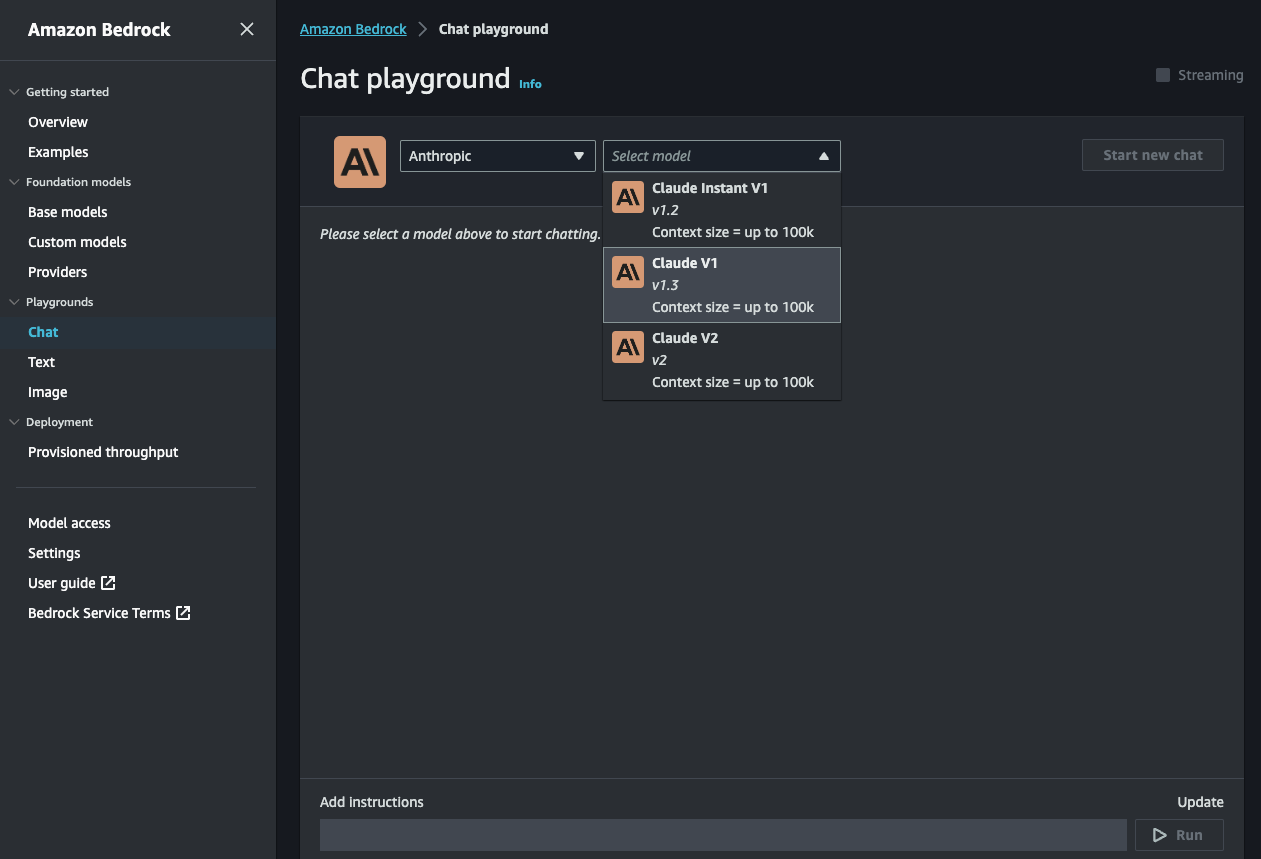 Amazon Bedrock
Getting started
Overview
Examples
Foundation models
Base models
Custom models
Providers
Playgrounds
Chat
Text
Image
Deployment
Provisioned throughput
Model access
Settings
User guide
Bedrock Service Terms
Amazon Bedrock > Chat playground
Chat playground Info
Streaming
Anthropic
Select model
Start new chat
Claude Instant V1
v1.2
Context size = up to 100k
Claude V1
v1.3
Context size = up to 100k
Claude V2
v2
Context size = up to 100k
Please select a model above to start chatting.
Add instructions
Update
Run